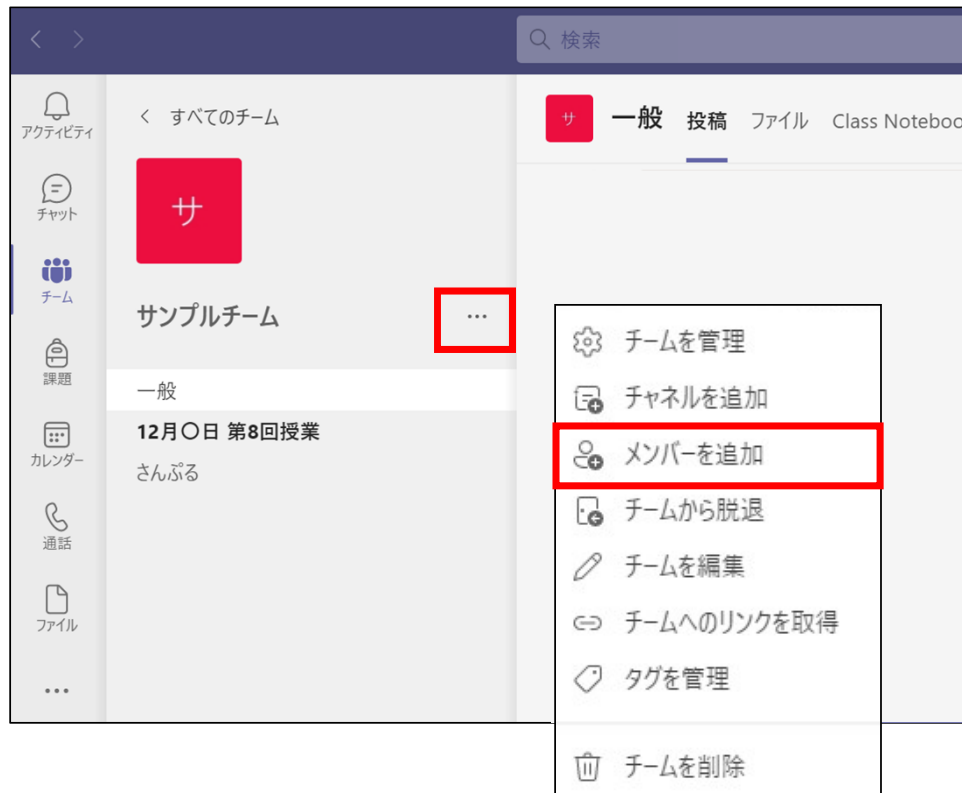 検索
アクティビティ
チャット
チーム
課題
カレンダー
通話
ファイル
すべてのチーム
サ
サンプルチーム
一般
12月〇日 第8回授業
さんぷる
サ 一般 投稿 ファイル Class Noteboo
チームを管理
チャネルを追加
メンバーを追加
チームから脱退
チームを編集
チームへのリンクを取得
タグを管理
チームを削除